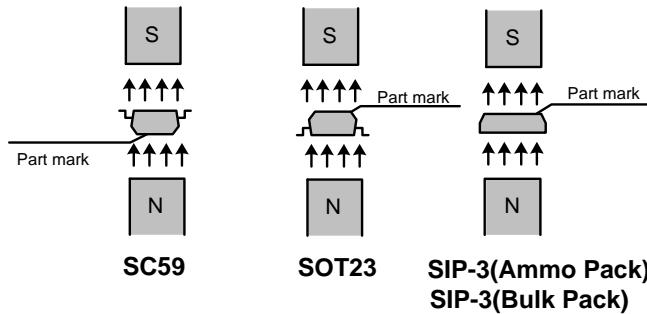 S
S
S
Part mark
Part mark
Part mark
N
N
N
SC59
SOT23
SIP-3(Ammo Pack)
SIP-3(Bulk Pack)